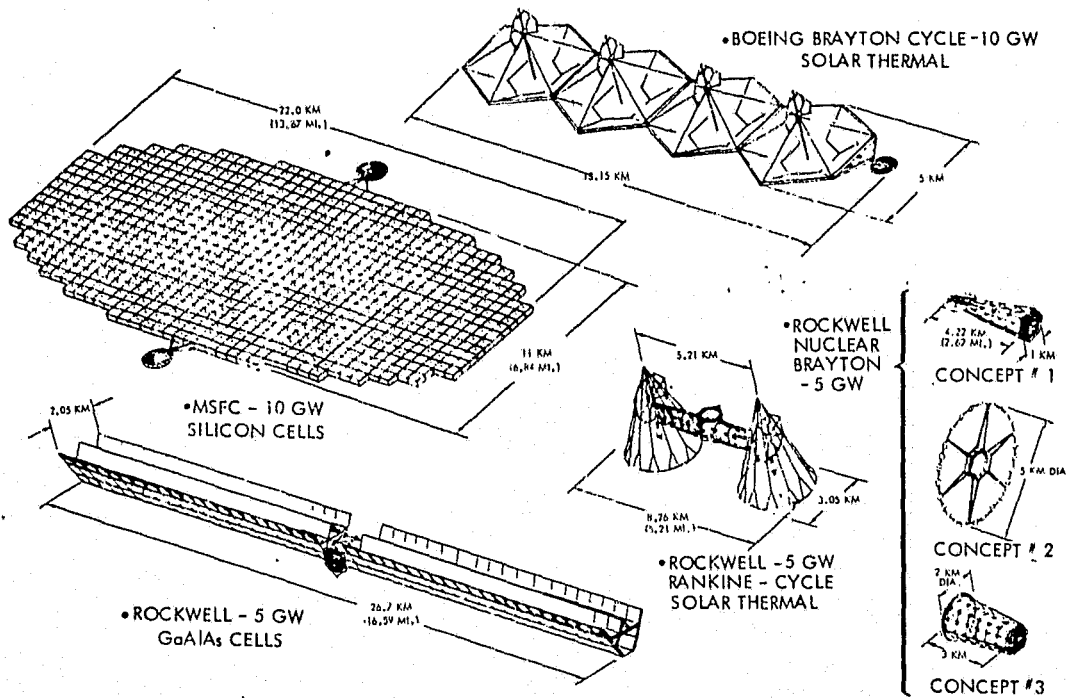 •BOEING BRAYTON CYCLE-10 GW
SOLAR THERMAL
22.0 KM
(13.67 MI.)
18.15 KM
5 KM
11 KM
(6.84 MI.)
•MSFC - 10 GW
SILICON CELLS
•ROCKWELL
NUCLEAR
BRAYTON
- 5 GW
4.22 KM
(2.62 MI.)
1 KM
CONCEPT #1
5.21 KM
2.05 KM
5 KM DIA
CONCEPT #2
8.76 KM
(5.21 MI.)
3.05 KM
•ROCKWELL -5 GW
RANKINE - CYCLE
SOLAR THERMAL
2 KM
DIA
3 KM
CONCEPT #3
•ROCKWELL - 5 GW
GaAlAs CELLS
26.7 KM
(16.59 MI.)